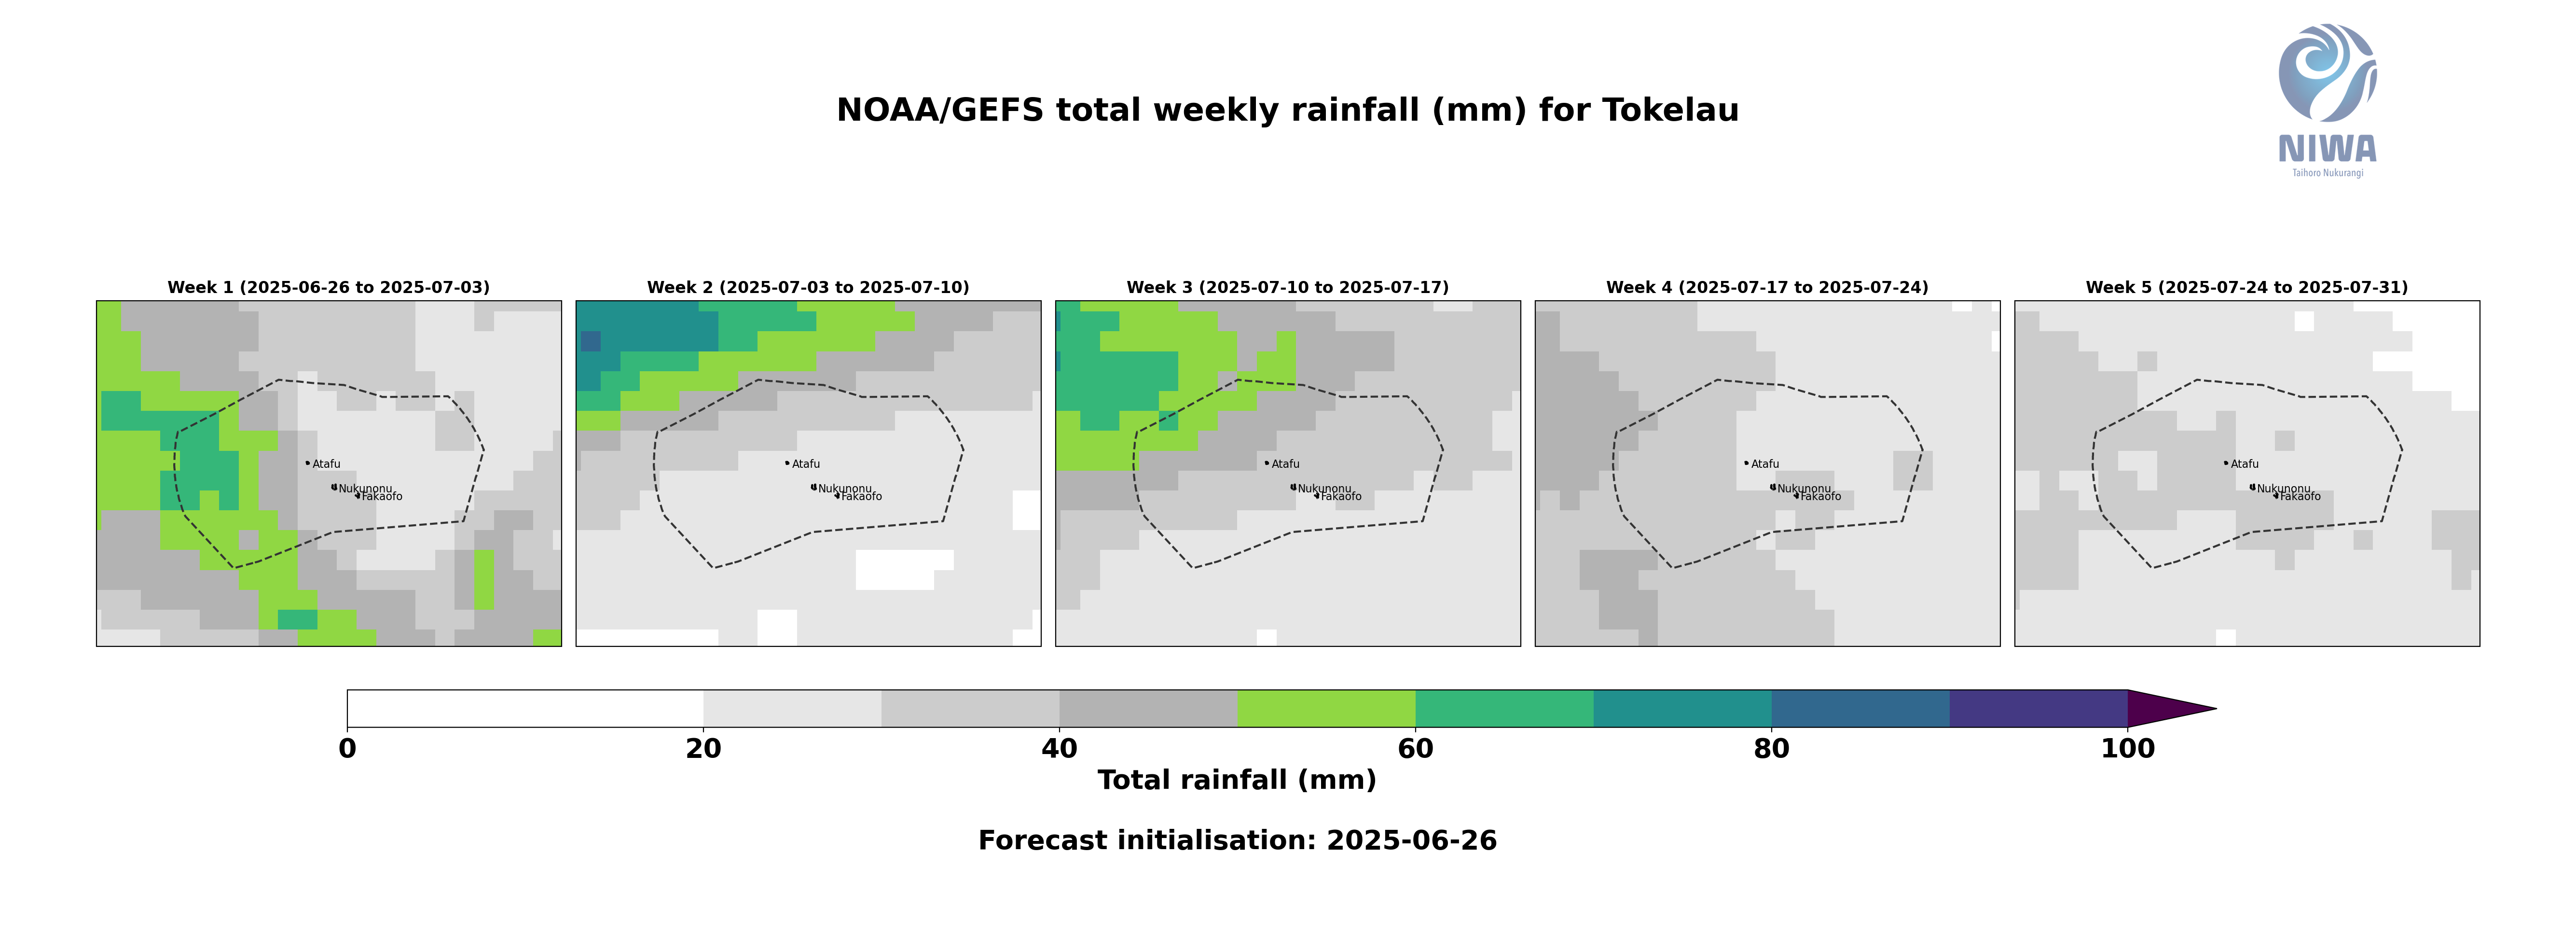 NOAA/GEFS total weekly rainfall (mm) for Tokelau
NIWA
Taihoro Nukurangi
Week 1 (2025-06-26 to 2025-07-03)
Atafu
Nukunonu
Fakaofo
Week 2 (2025-07-03 to 2025-07-10)
Atafu
Nukunonu
Fakaofo
Week 3 (2025-07-10 to 2025-07-17)
Atafu
Nukunonu
Fakaofo
Week 4 (2025-07-17 to 2025-07-24)
Atafu
Nukunonu
Fakaofo
Week 5 (2025-07-24 to 2025-07-31)
Atafu
Nukunonu
Fakaofo
0 20 40 60 80 100
Total rainfall (mm)
Forecast initialisation: 2025-06-26